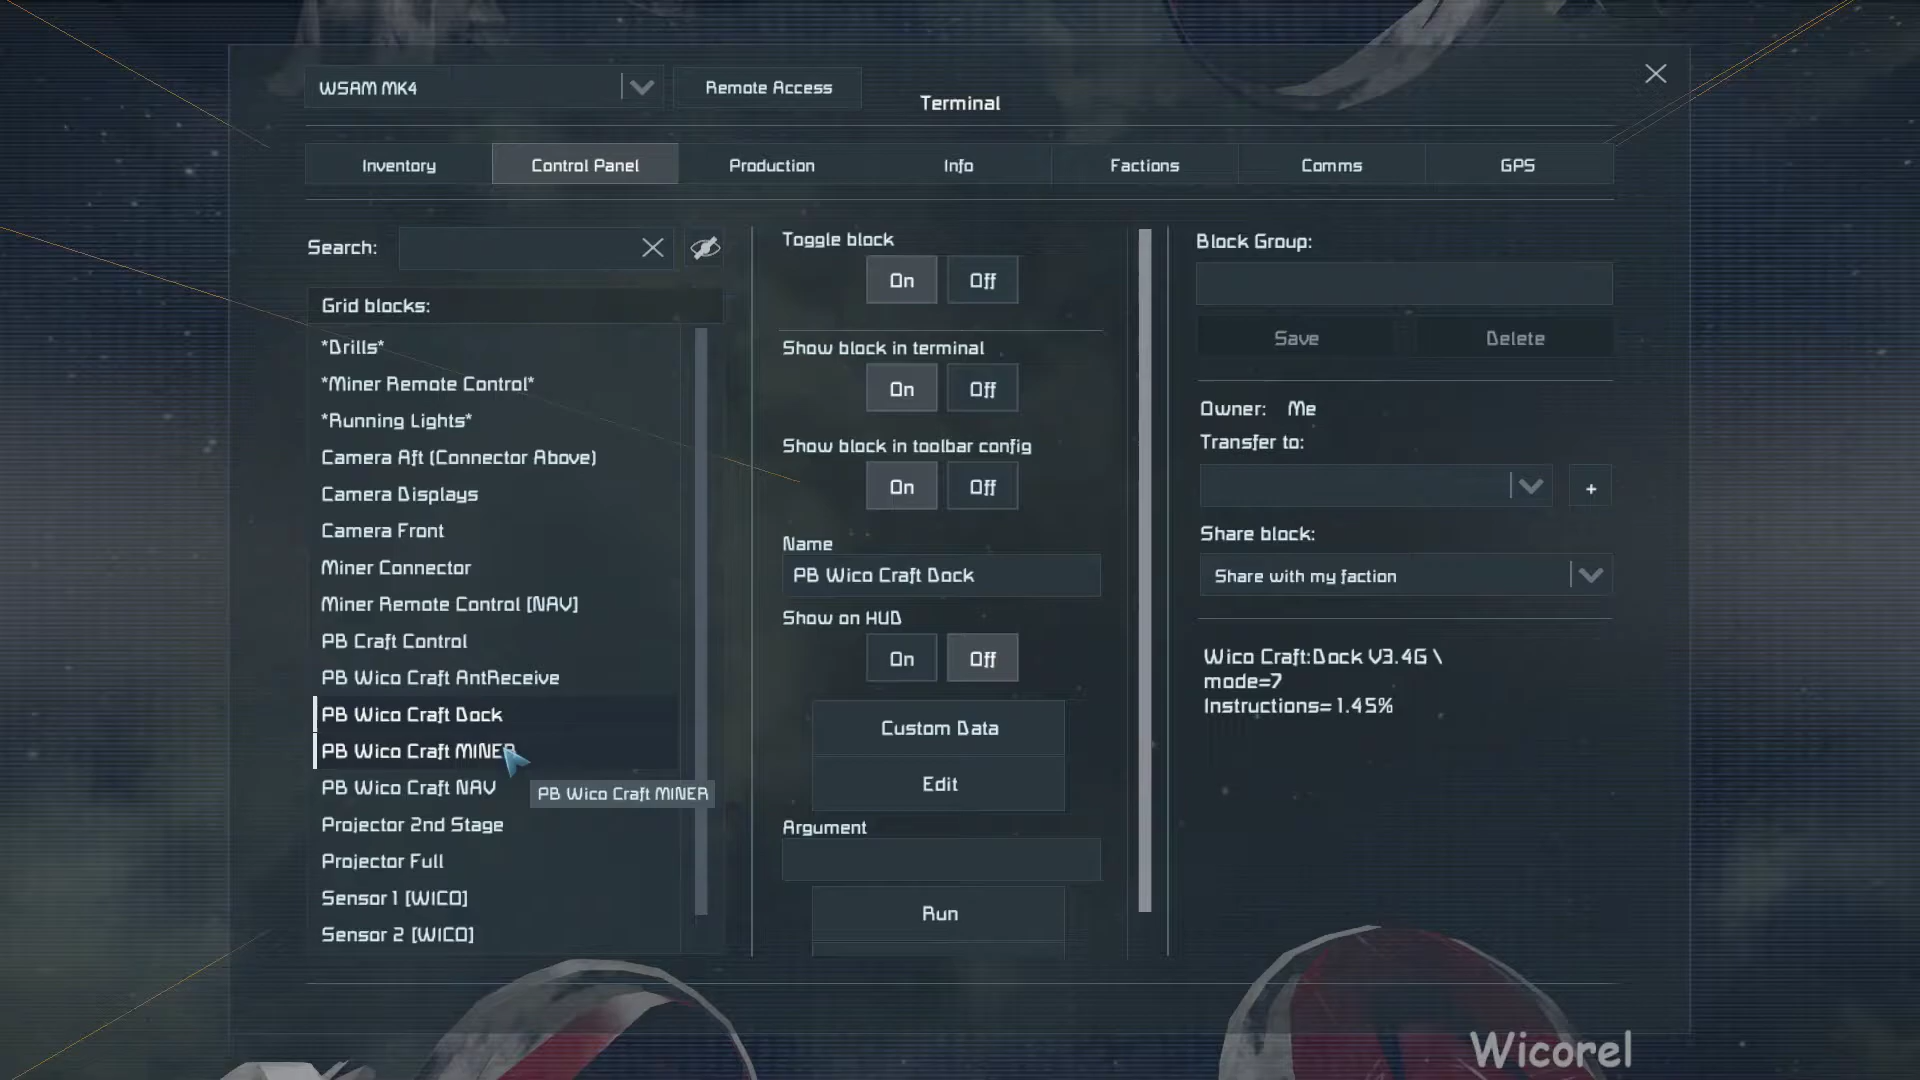 WSAM MK4
Remote Access
Terminal
Inventory
Control Panel
Production
Info
Factions
Comms
GPS
Search:
Grid blocks:
*Drills*
*Miner Remote Control*
*Running Lights*
Camera Aft (Connector Above)
Camera Displays
Camera Front
Miner Connector
Miner Remote Control [NAV]
PB Craft Control
PB Wico Craft AntReceive
PB Wico Craft Dock
PB Wico Craft MINER
PB Wico Craft NAV
PB Wico Craft MINER
Projector 2nd Stage
Projector Full
Sensor 1 [WICO]
Sensor 2 [WICO]
Toggle block
On
Off
Show block in terminal
On
Off
Show block in toolbar config
On
Off
Name
PB Wico Craft Dock
Show on HUD
On
Off
Custom Data
Edit
Argument
Run
Block Group:
Save
Delete
Owner: Me
Transfer to:
+
Share block:
Share with my faction
Wico Craft:Dock V3.4G \
mode=7
Instructions=1.45%
Wicorel